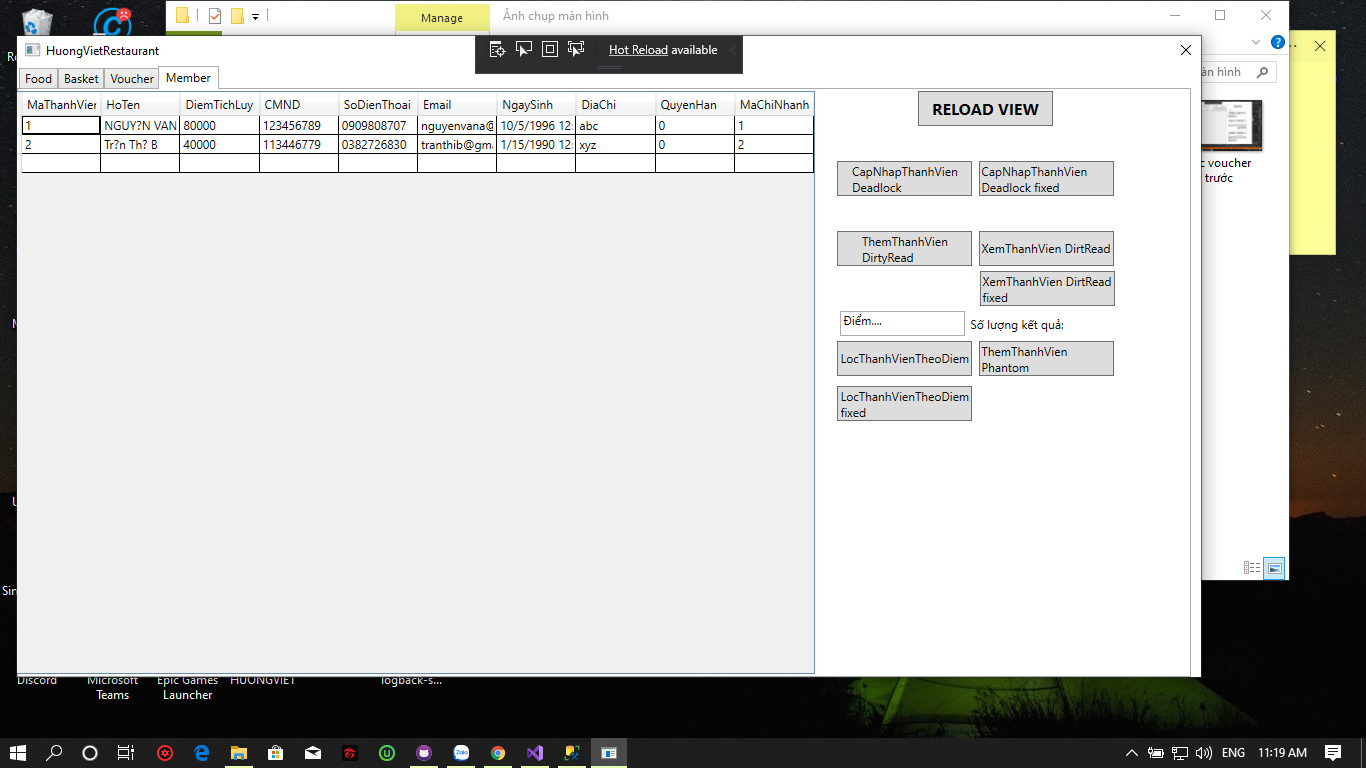 Manage
Ảnh chụp màn hình
HuongVietRestaurant
Hot Reload available
Food Basket Voucher Member
MaThanhVien HoTen DiemTichLuy CMND SoDienThoai Email NgaySinh DiaChi QuyenHan MaChiNhanh
1 NGUY?N VAN 80000 123456789 0909808707 nguyenvana@ 10/5/1996 12: abc 0 1
2 Tr?n Th? B 40000 113446779 0382726830 tranthib@gma 1/15/1990 12: xyz 0 2
RELOAD VIEW
CapNhapThanhVien
Deadlock
CapNhapThanhVien
Deadlock fixed
ThemThanhVien
DirtyRead
XemThanhVien DirtRead
XemThanhVien DirtRead
fixed
Điểm....
Số lượng kết quả:
LocThanhVienTheoDiem
ThemThanhVien
Phantom
LocThanhVienTheoDiem
fixed
àn hình
c voucher
trước
Discord
Microsoft
Teams
Epic Games
Launcher
HUONGVIET
logback-s...
Zalo
ENG
11:19 AM